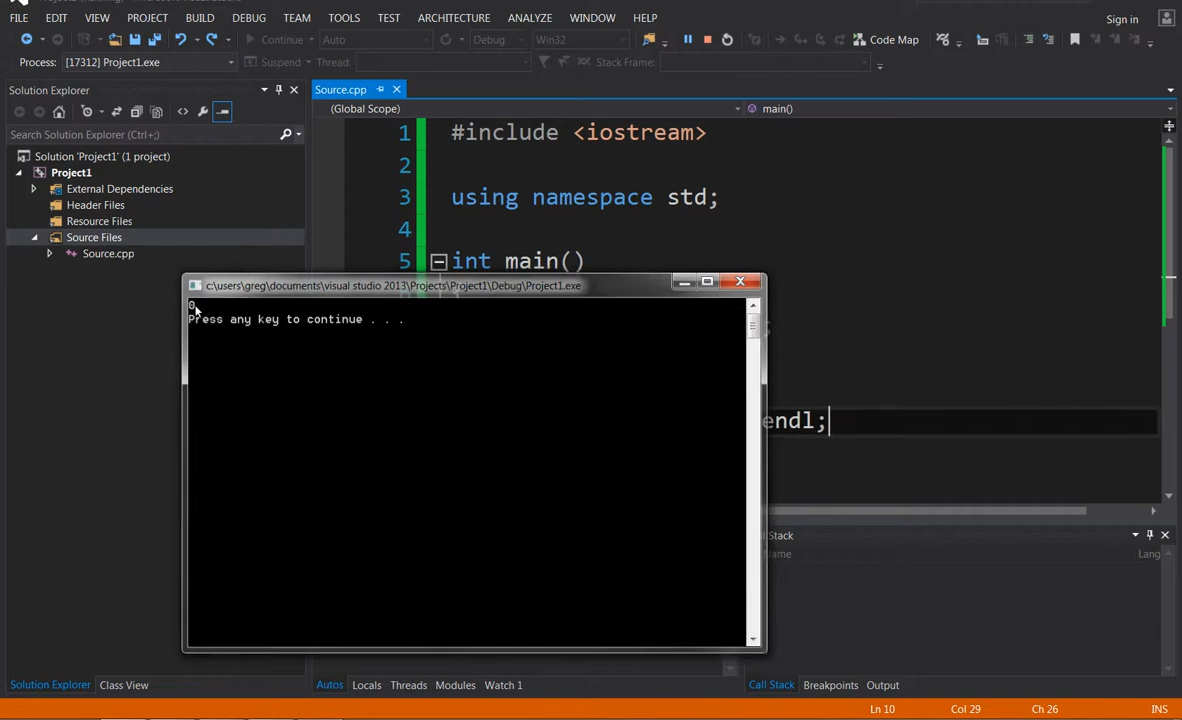 FILE EDIT VIEW PROJECT BUILD DEBUG TEAM TOOLS TEST ARCHITECTURE ANALYZE WINDOW HELP Sign in
Continue Auto Debug Win32 Code Map
Process: [17312] Project1.exe Suspend Thread: Stack Frame:
Solution Explorer Source.cpp
(Global Scope) main()
Search Solution Explorer (Ctrl+;)
Solution 'Project1' (1 project)
Project1
External Dependencies
Header Files
Resource Files
Source Files
Source.cpp
1 #include <iostream>
2
3 using namespace std;
4
5 int main()
c:\users\greg\documents\visual studio 2013\Projects\Project1\Debug\Project1.exe
0
Press any key to continue . . .
;
endl;
Stack
Name Lang
Solution Explorer Class View Autos Locals Threads Modules Watch 1 Call Stack Breakpoints Output
Ln 10 Col 29 Ch 26 INS